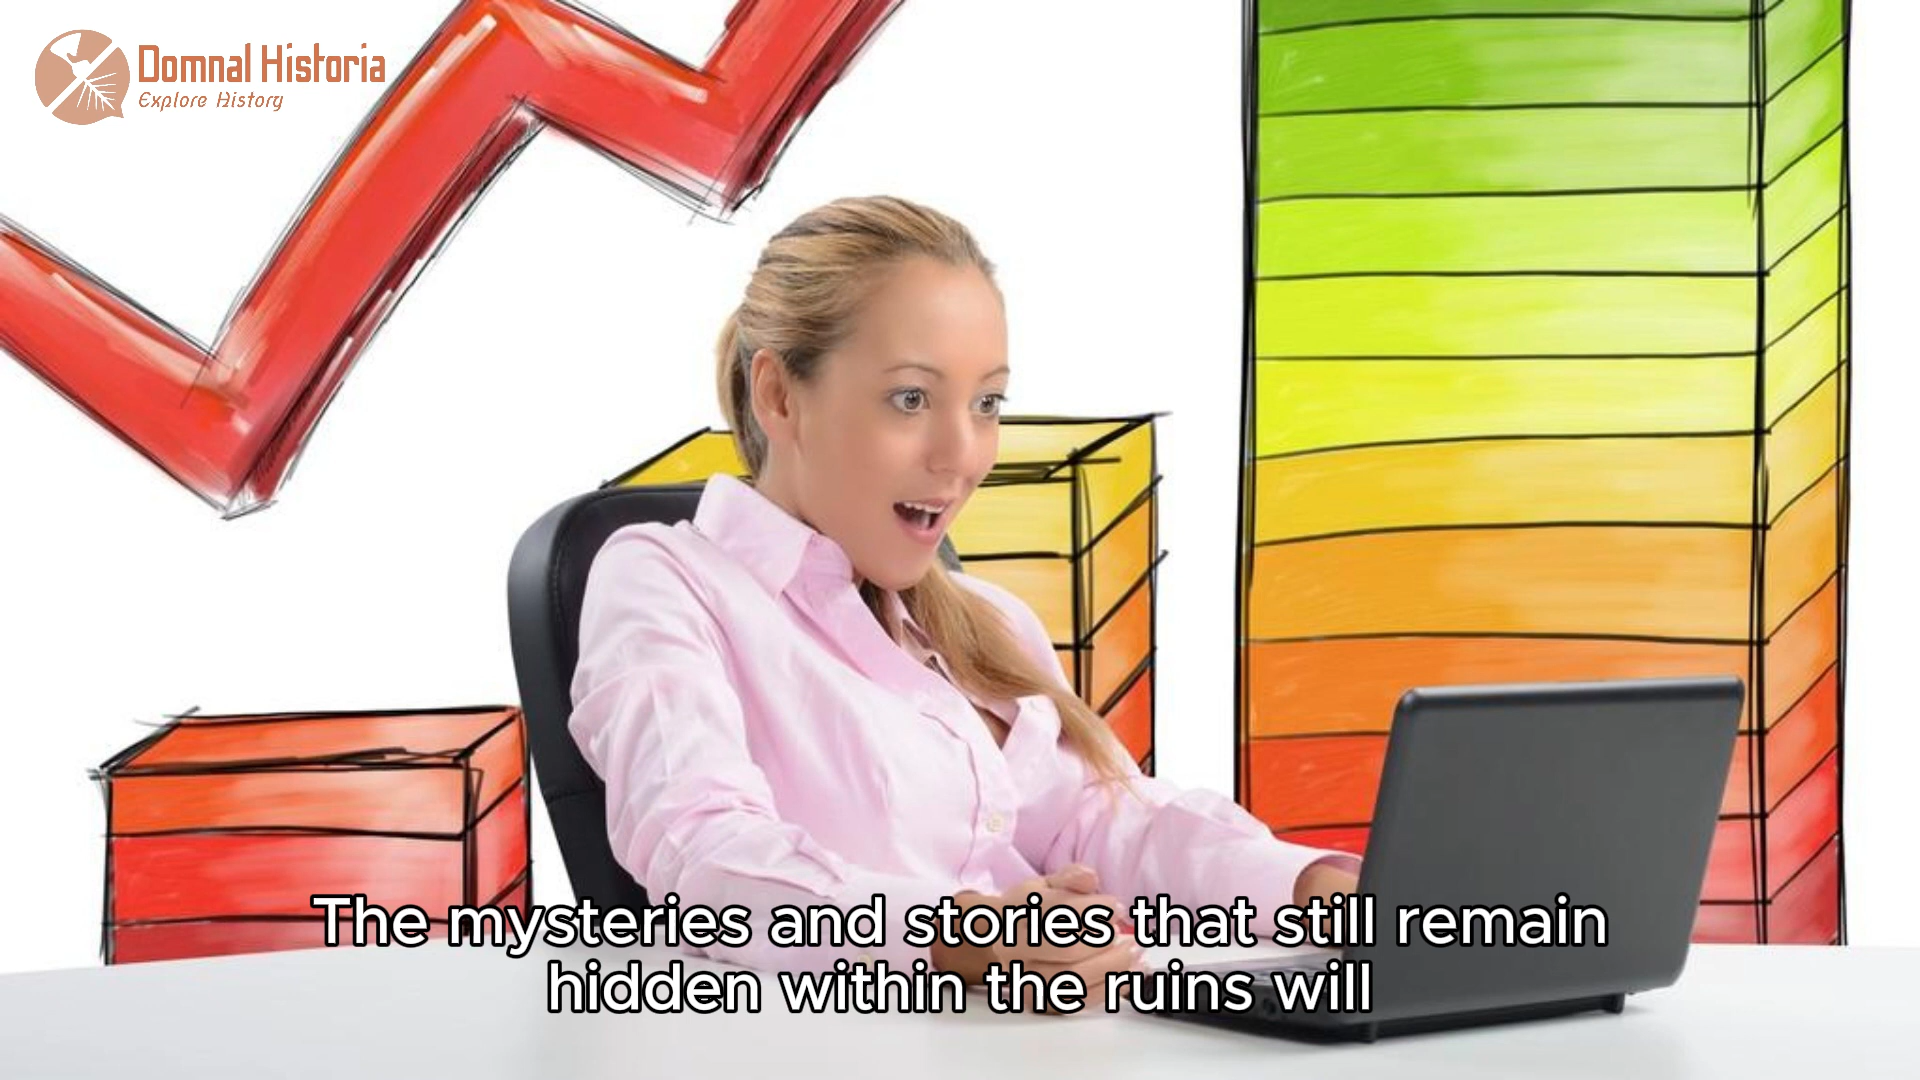 Domnal Historia
Explore History
The mysteries and stories that still remain
hidden within the ruins will